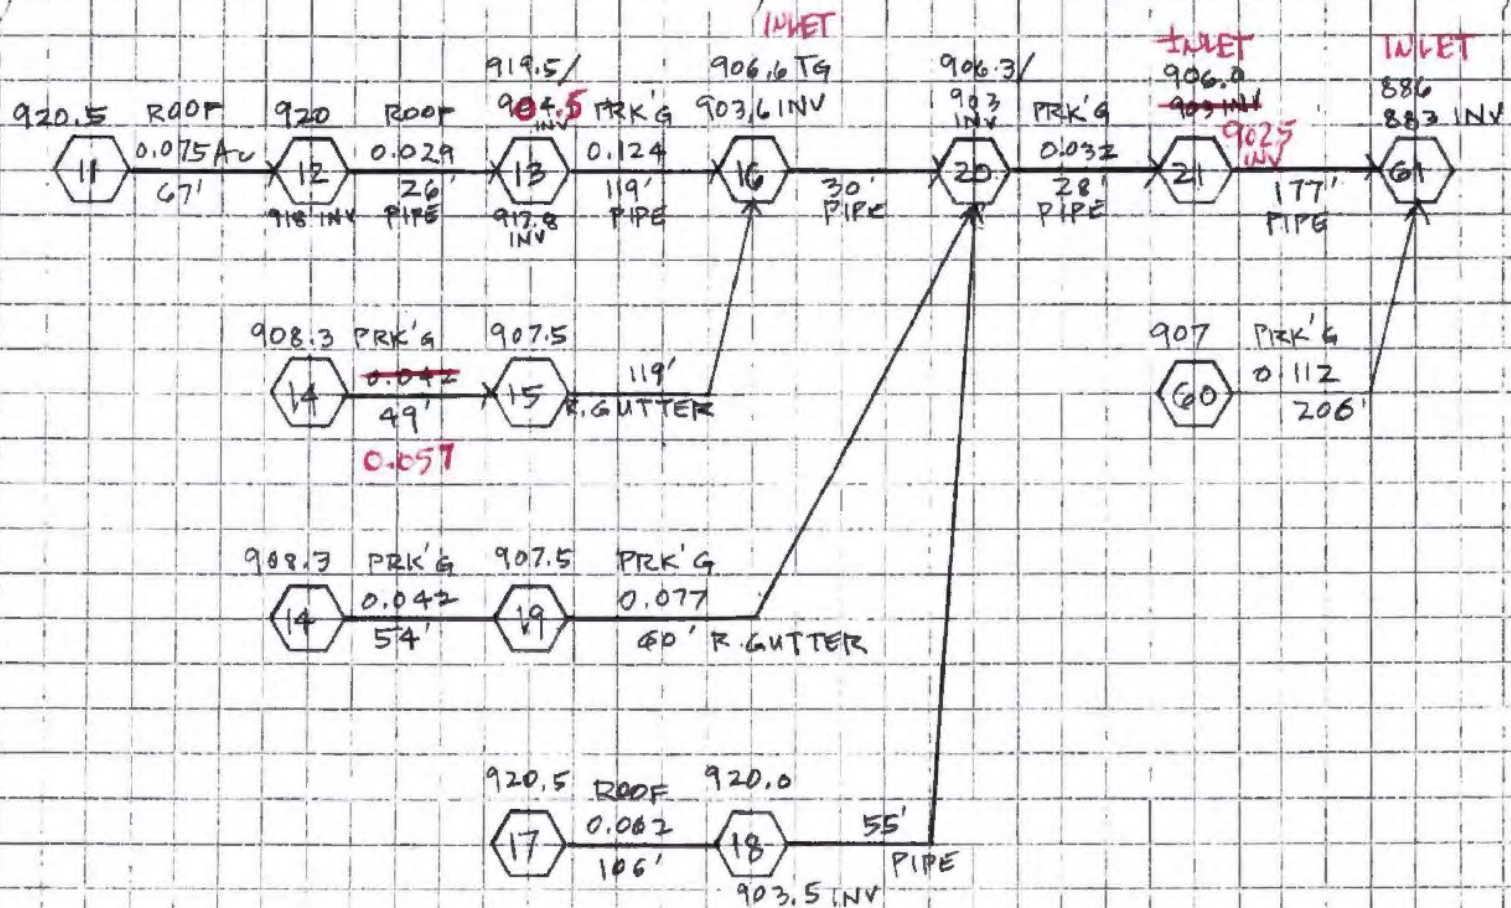 INLET
919.5/
906.6 TG
906.3/
INLET
906.0
INLET
886
920.5 ROOF 920 ROOF 904.5 INV PRK'G 903.6 INV 903 INV PRK'G 903 INV 883 INV
902.5 INV
11 0.075 Ac 12 0.029 13 0.124 16 20 0.032 21 61
67' 26' 119' 30' 28' 177'
918 INV PIPE 917.8 INV PIPE PIPE PIPE PIPE
908.3 PRK'G 907.5 907 PRK'G
14 0.042 15 119' 60 0.112
49' R.GUTTER 206'
0.057
908.3 PRK'G 907.5 PRK'G
14 0.042 19 0.077
54' 60' R.GUTTER
920.5 ROOF 920.0
17 0.062 18 55'
106' PIPE
903.5 INV